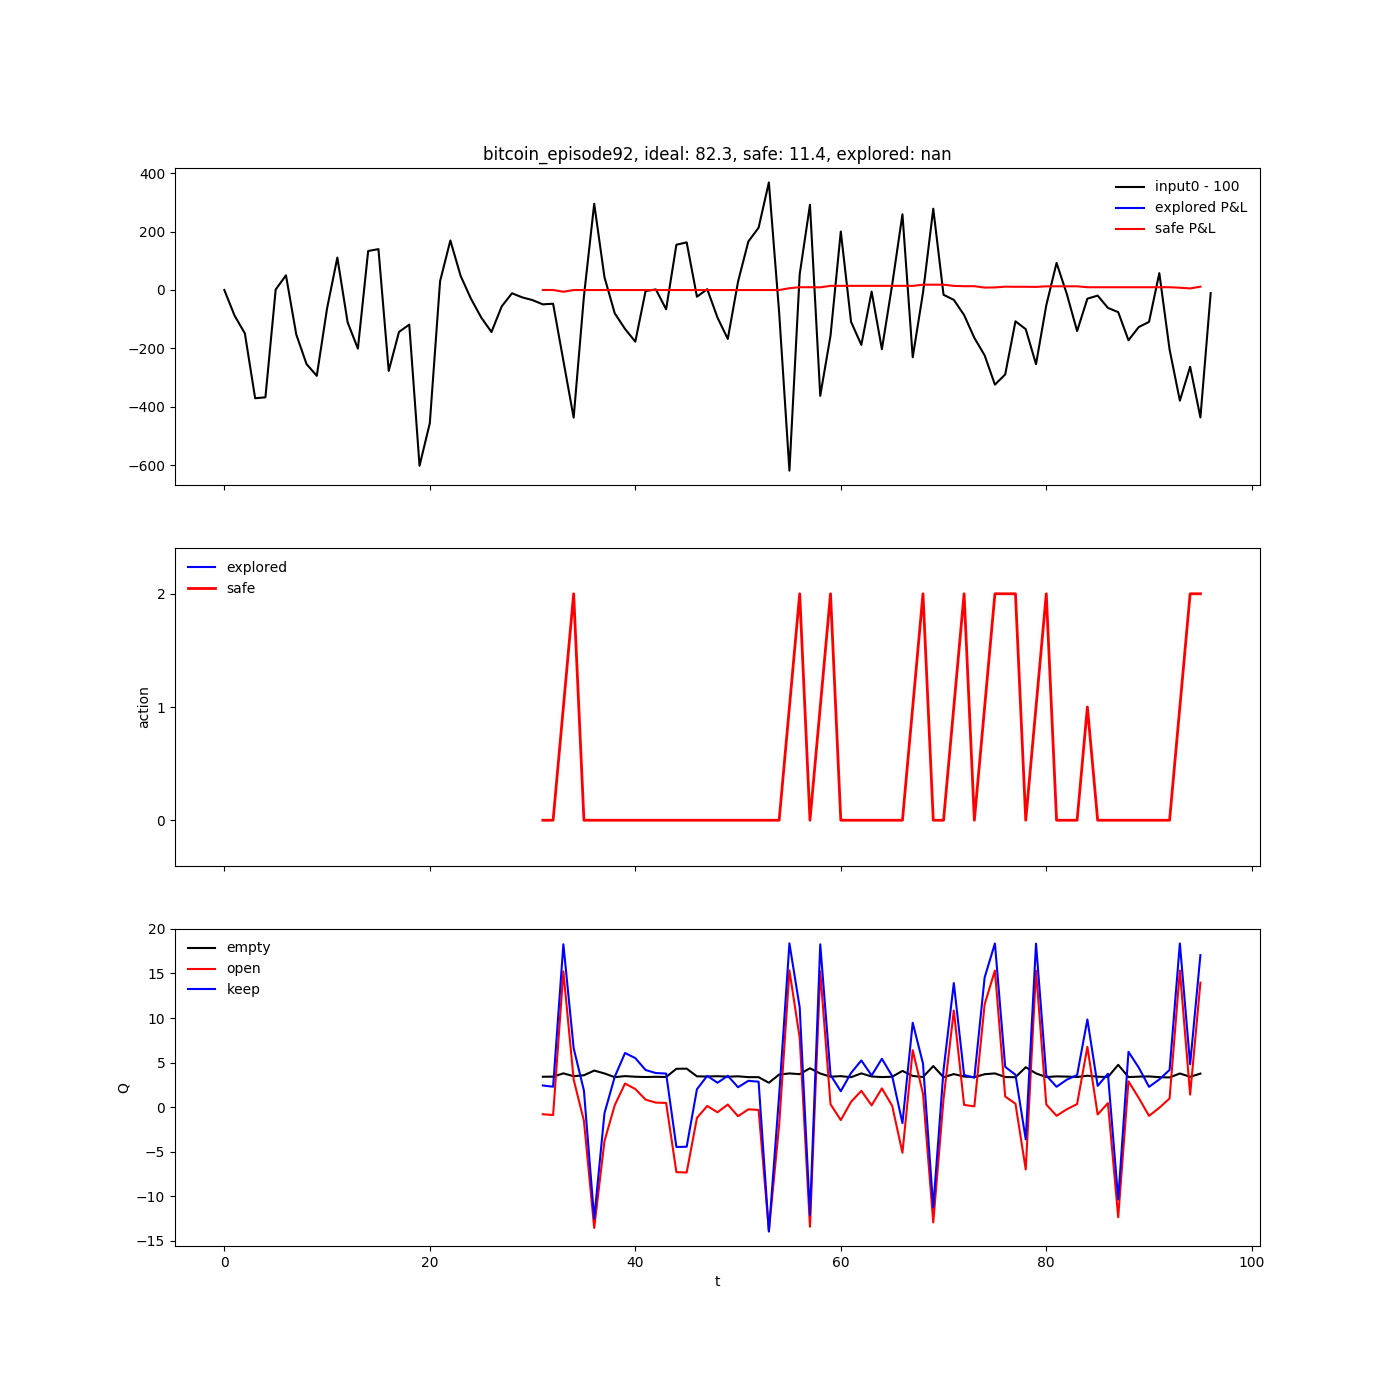 bitcoin_episode92, ideal: 82.3, safe: 11.4, explored: nan
400
200
0
−200
−400
−600
input0 - 100
explored P&L
safe P&L
action
2
1
0
explored
safe
Q
20
15
10
5
0
−5
−10
−15
empty
open
keep
0 20 40 60 80 100
t